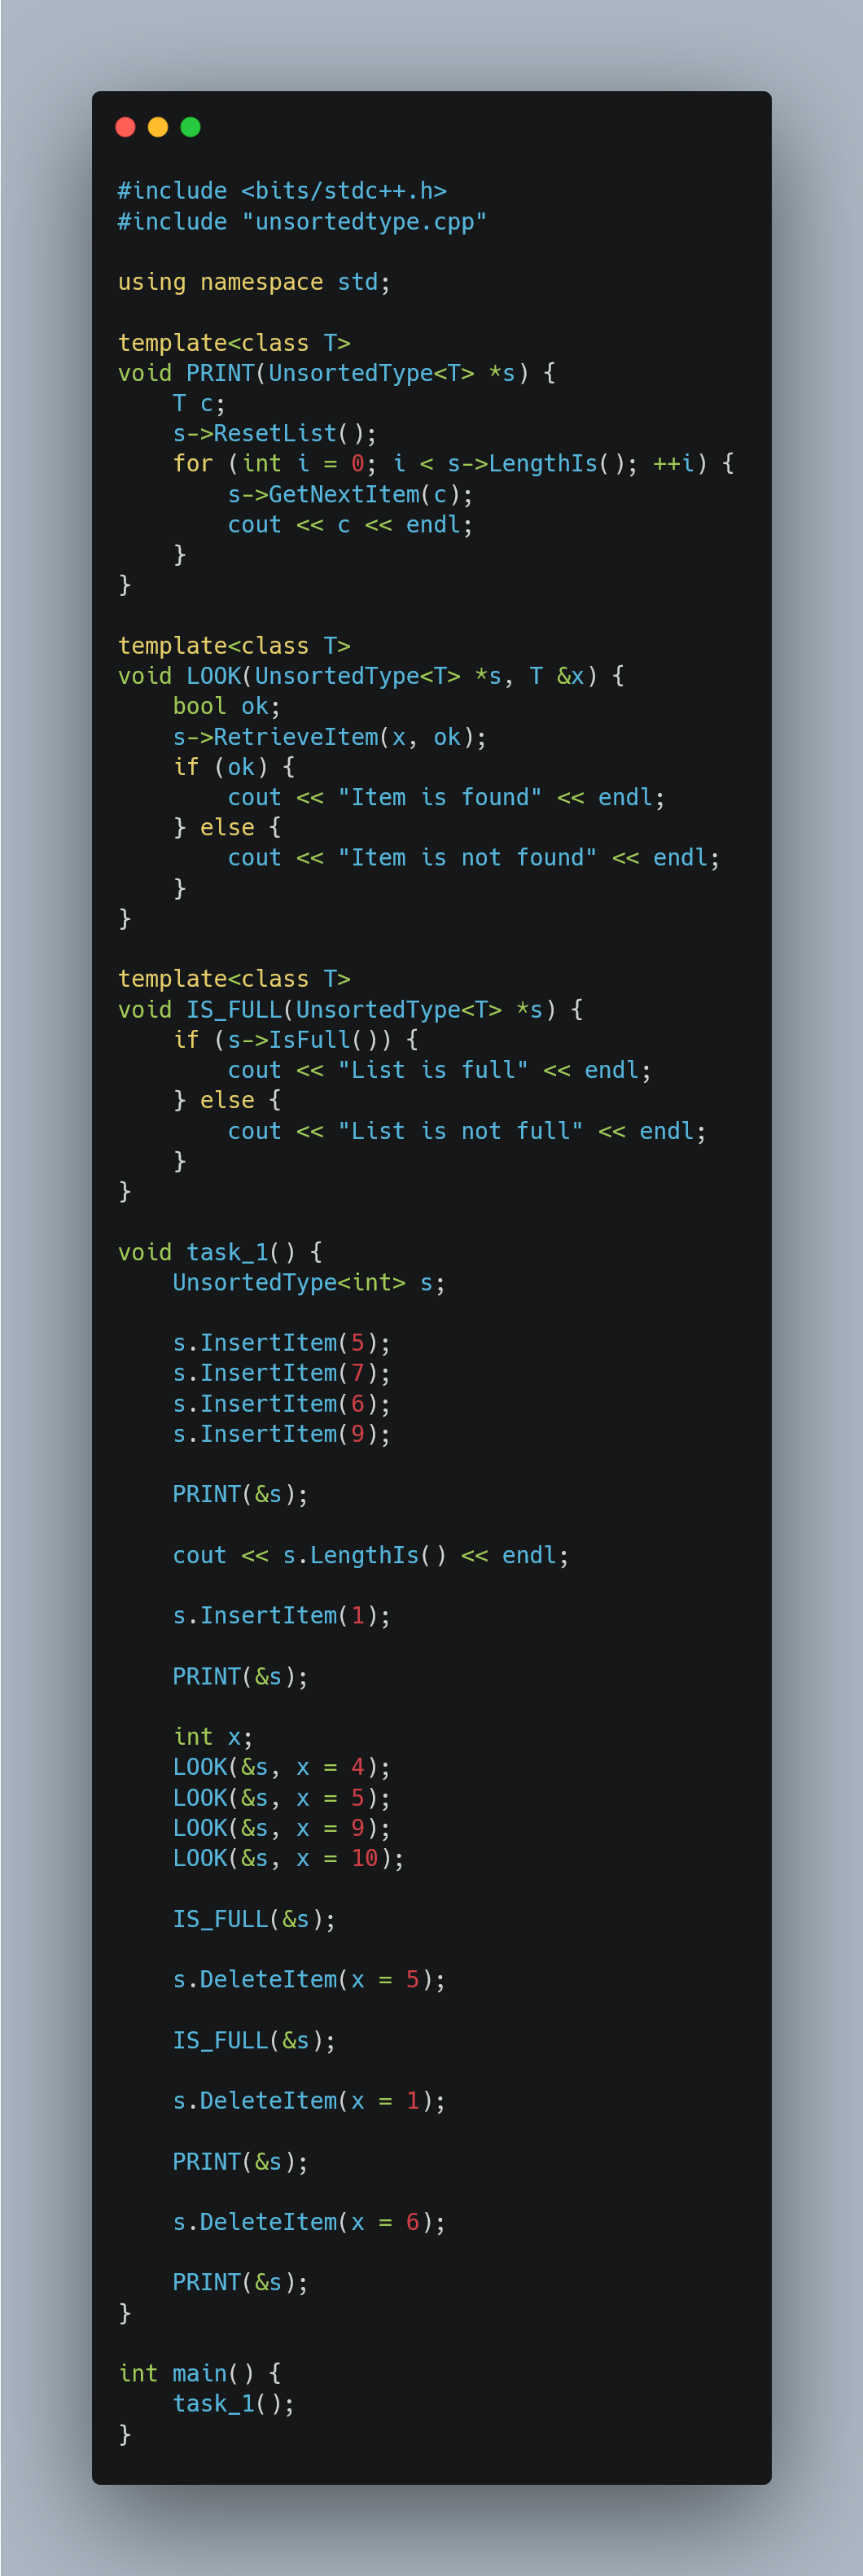 #include <bits/stdc++.h>
#include "unsortedtype.cpp"

using namespace std;

template<class T>
void PRINT(UnsortedType<T> *s) {
    T c;
    s->ResetList();
    for (int i = 0; i < s->LengthIs(); ++i) {
        s->GetNextItem(c);
        cout << c << endl;
    }
}

template<class T>
void LOOK(UnsortedType<T> *s, T &x) {
    bool ok;
    s->RetrieveItem(x, ok);
    if (ok) {
        cout << "Item is found" << endl;
    } else {
        cout << "Item is not found" << endl;
    }
}

template<class T>
void IS_FULL(UnsortedType<T> *s) {
    if (s->IsFull()) {
        cout << "List is full" << endl;
    } else {
        cout << "List is not full" << endl;
    }
}

void task_1() {
    UnsortedType<int> s;

    s.InsertItem(5);
    s.InsertItem(7);
    s.InsertItem(6);
    s.InsertItem(9);

    PRINT(&s);

    cout << s.LengthIs() << endl;

    s.InsertItem(1);

    PRINT(&s);

    int x;
    LOOK(&s, x = 4);
    LOOK(&s, x = 5);
    LOOK(&s, x = 9);
    LOOK(&s, x = 10);

    IS_FULL(&s);

    s.DeleteItem(x = 5);

    IS_FULL(&s);

    s.DeleteItem(x = 1);

    PRINT(&s);

    s.DeleteItem(x = 6);

    PRINT(&s);
}

int main() {
    task_1();
}